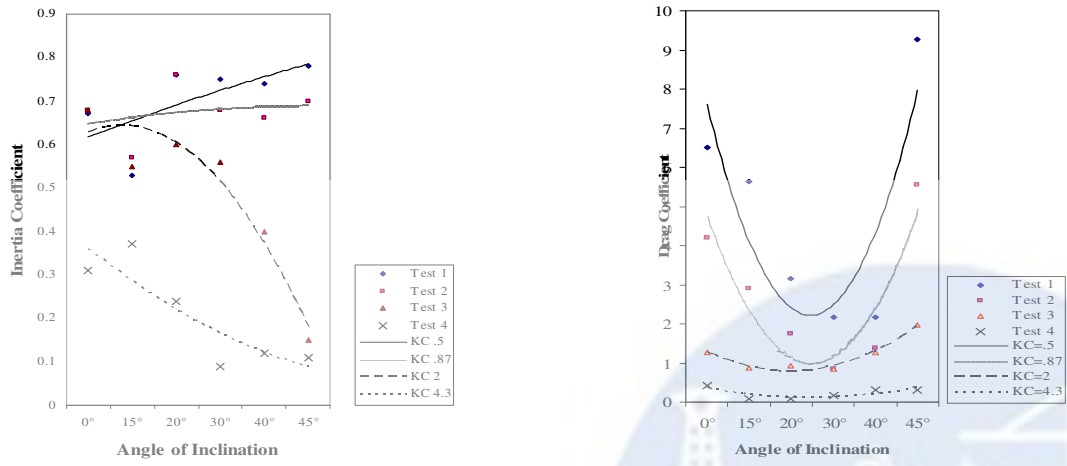 0.9
0.8
0.7
0.6
0.5
0.4
0.3
0.2
0.1
0
Inertia Coefficient
0° 15° 20° 30° 40° 45°
Angle of Inclination
Test 1
Test 2
Test 3
Test 4
KC .5
KC .87
KC 2
KC 4.3
10
9
8
7
6
5
4
3
2
1
0
Drag Coefficient
0° 15° 20° 30° 40° 45°
Angle of Inclination
Test 1
Test 2
Test 3
Test 4
KC=.5
KC=.87
KC=2
KC=4.3